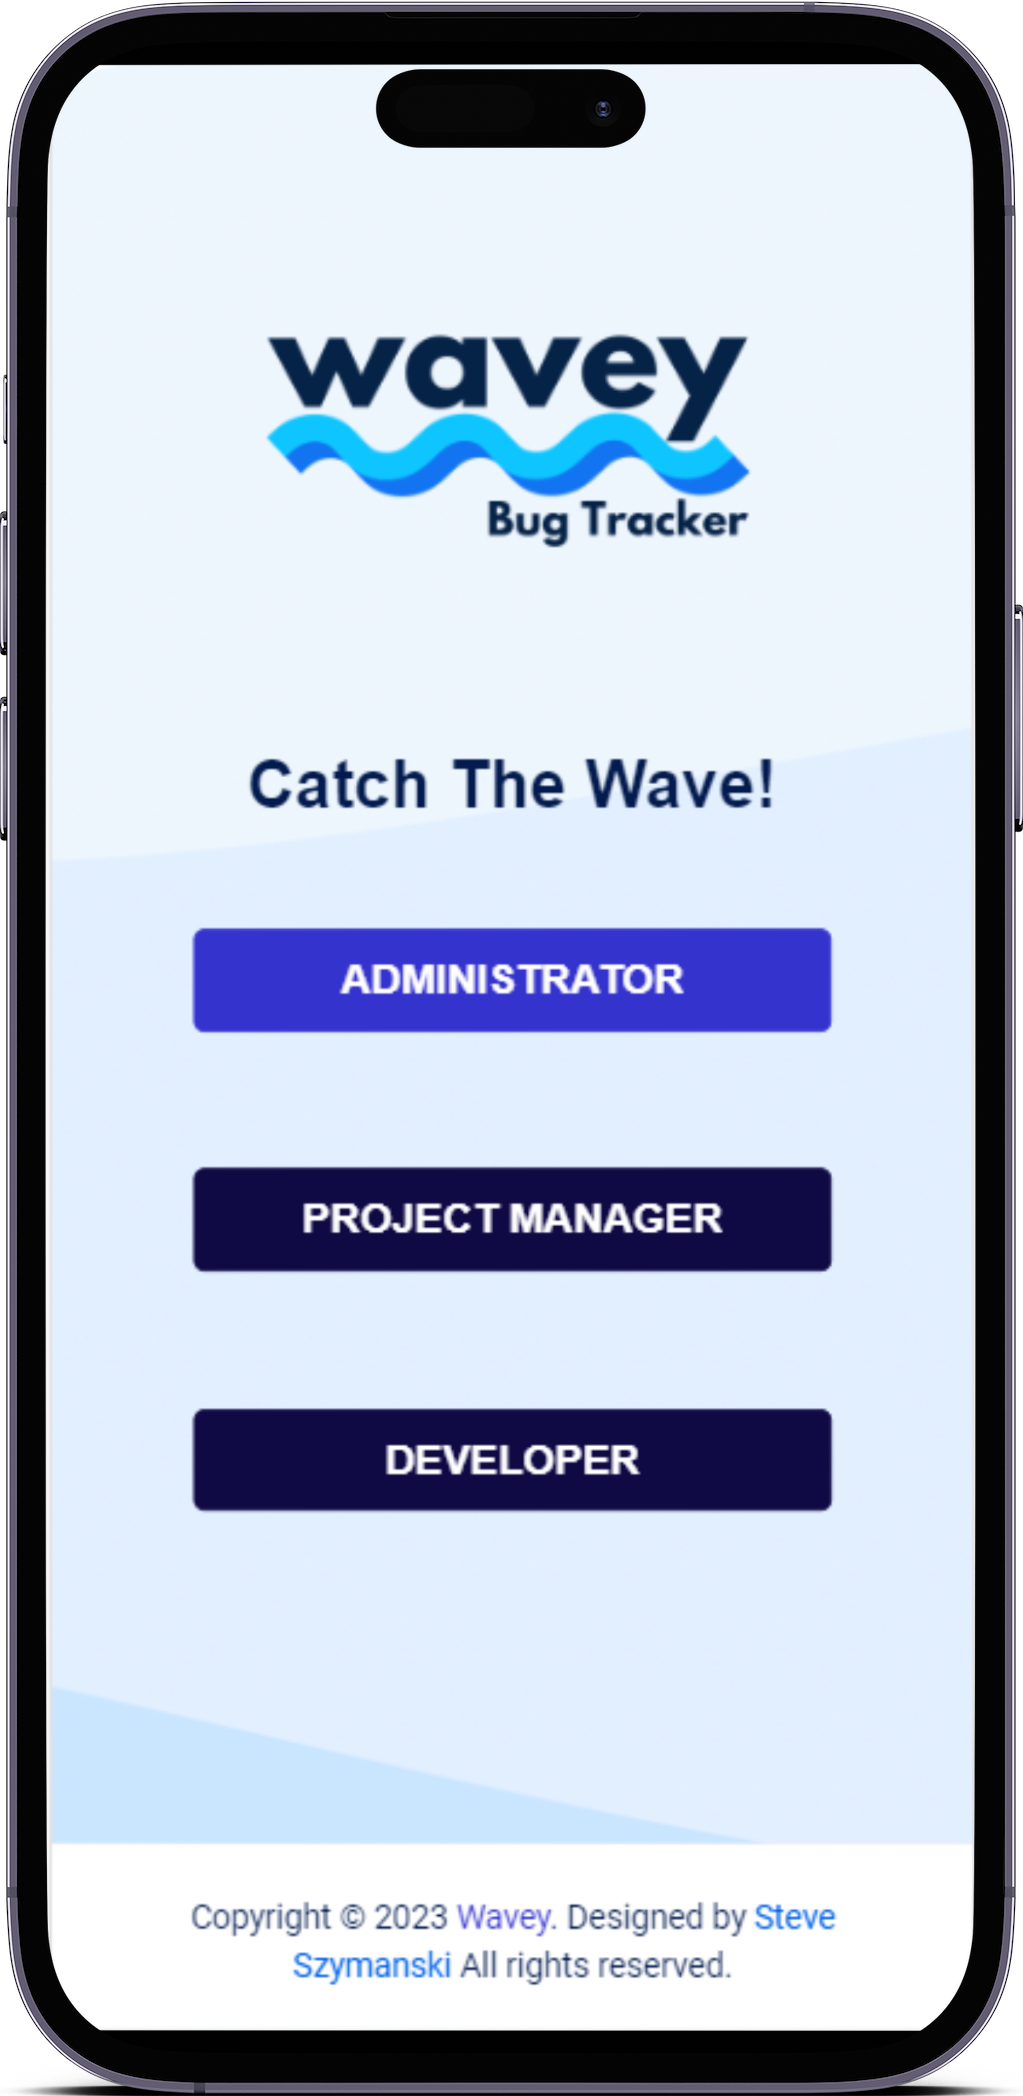 wavey
Bug Tracker
Catch The Wave!
ADMINISTRATOR
PROJECT MANAGER
DEVELOPER
Copyright © 2023 Wavey. Designed by Steve
Szymanski All rights reserved.